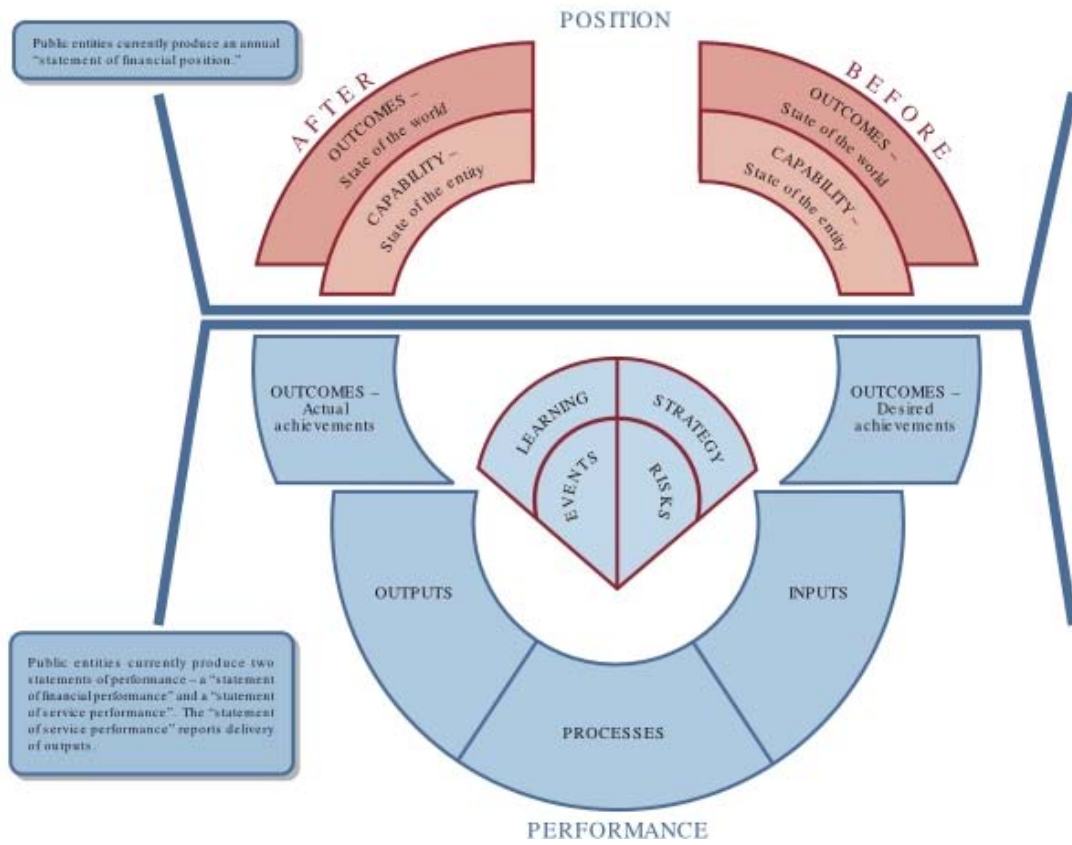 POSITION
Public entities currently produce an annual
“statement of financial position.”
AFTER
OUTCOMES –
State of the world
CAPABILITY –
State of the entity
BEFORE
OUTCOMES –
State of the world
CAPABILITY –
State of the entity
OUTCOMES –
Actual
achievements
LEARNING
STRATEGY
EVENTS
RISKS
OUTCOMES –
Desired
achievements
OUTPUTS
INPUTS
PROCESSES
Public entities currently produce two
statements of performance – a “statement
of financial performance” and a “statement
of service performance”. The “statement
of service performance” reports delivery
of outputs.
PERFORMANCE